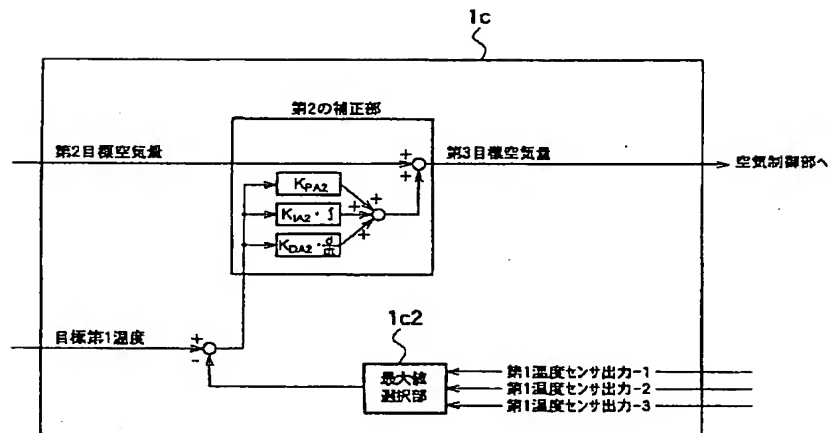 1c
第2の補正部
第2目標空気量
+
+
第3目標空気量
空気制御部へ
KPA2
+
KIA2・∫
+
KDA2・d/dt
+
目標第1温度
+
-
1c2
最大値
選択部
第1温度センサ出力-1
第1温度センサ出力-2
第1温度センサ出力-3